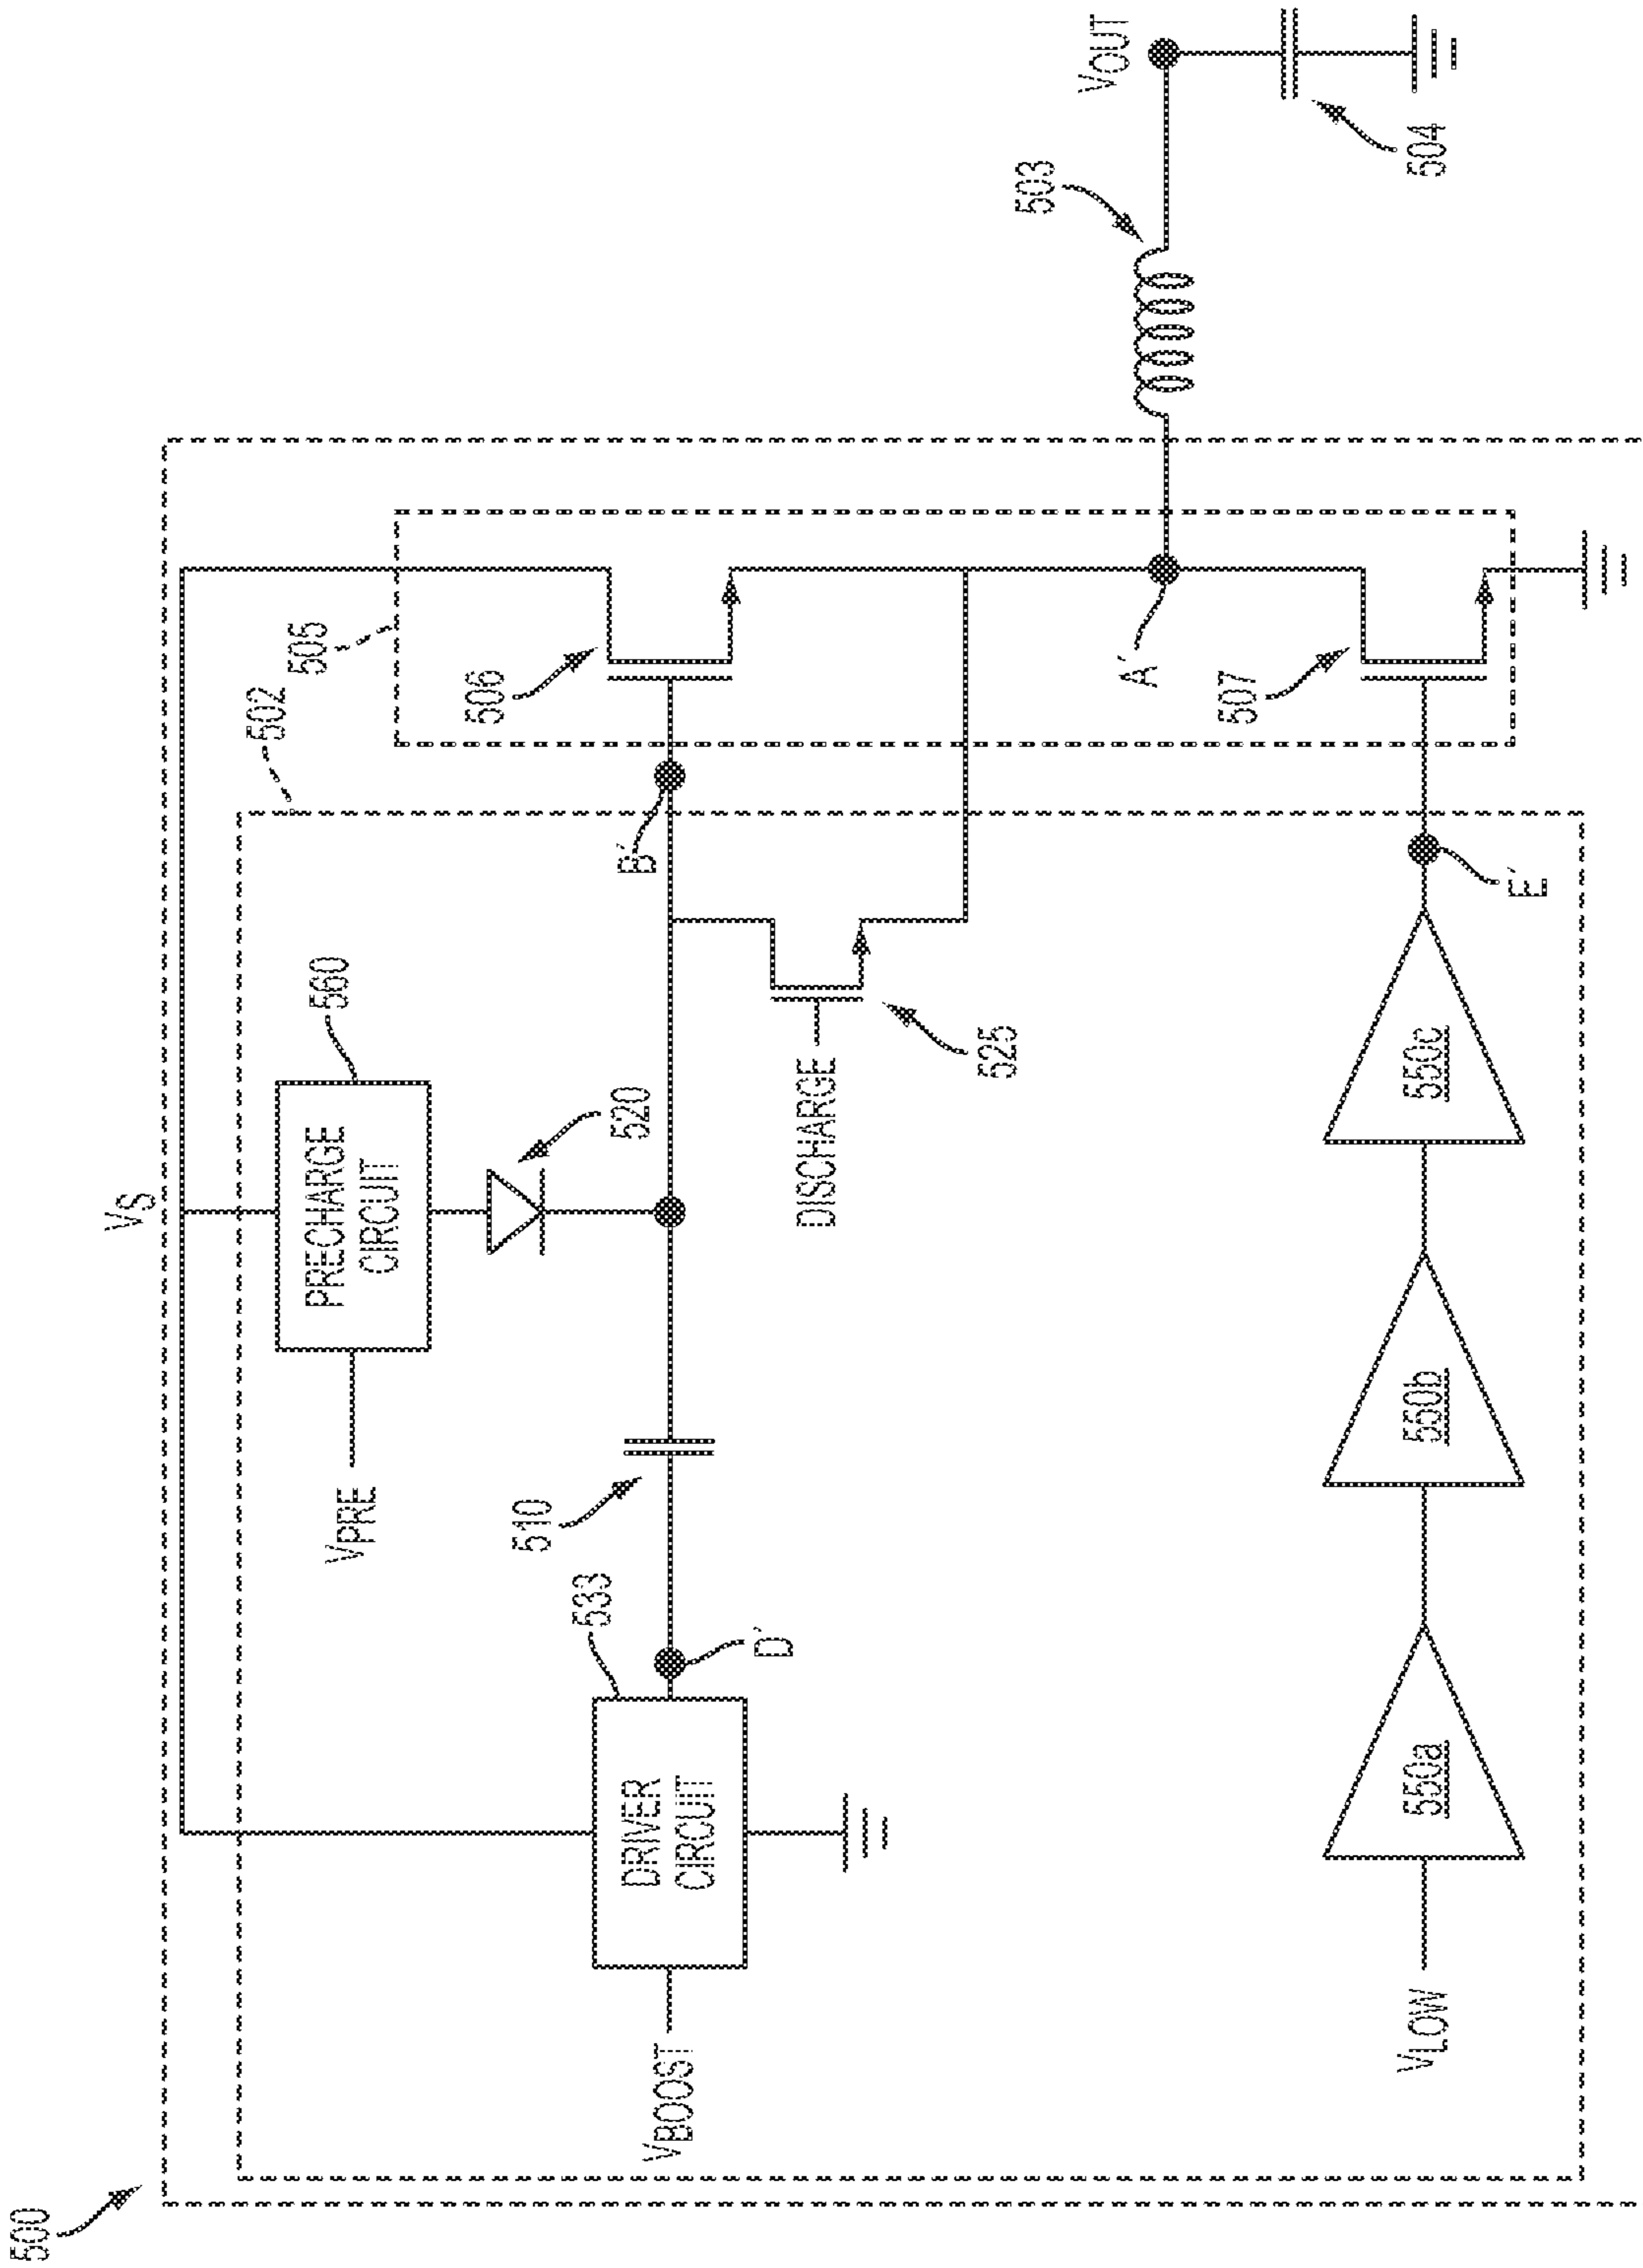 500
VS
502
505
560
PRECHARGE
CIRCUIT
VPRE
506
510
520
533
B'
DRIVER
CIRCUIT
VBOOST
D'
DISCHARGE
525
503
VOUT
A'
507
504
VLOW
550a
550b
550c
E'